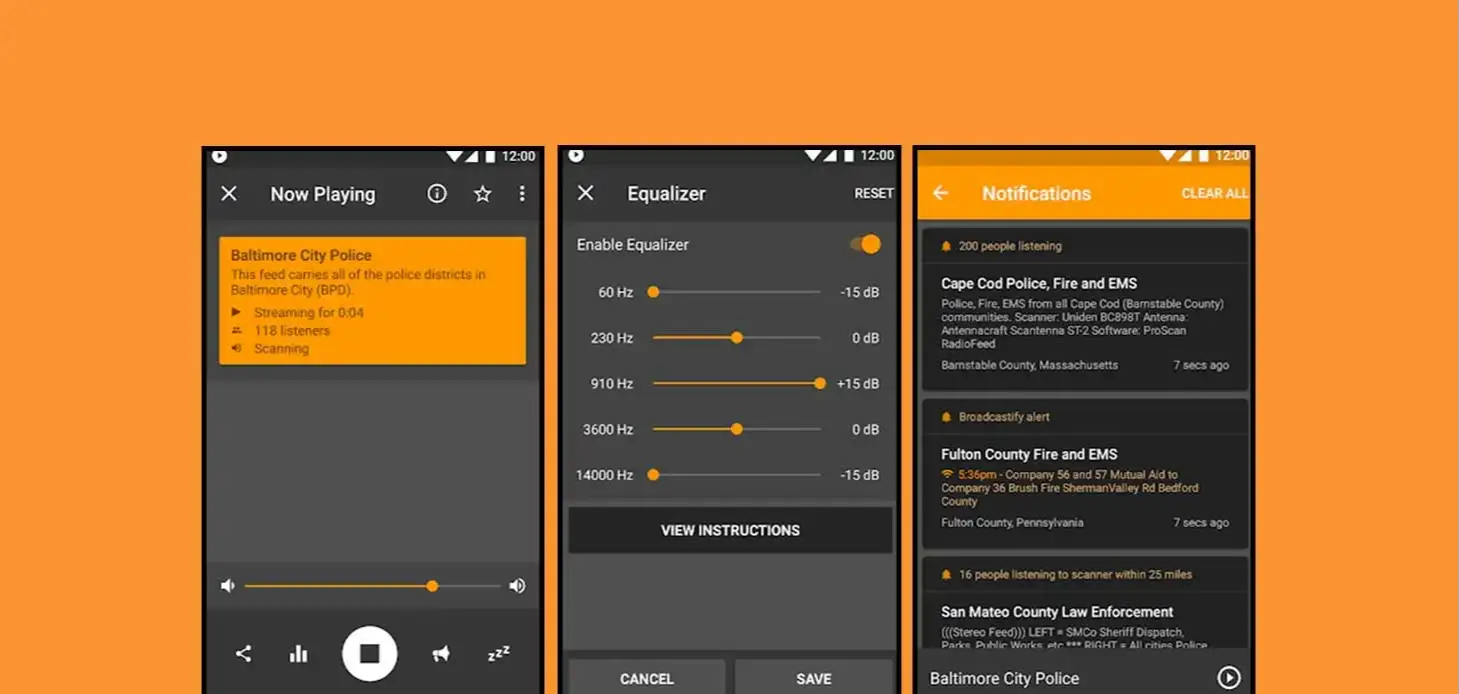 12:00
Now Playing
Baltimore City Police
This feed carries all of the police districts in
Baltimore City (BPD).
Streaming for 0:04
118 listeners
Scanning
zzz
12:00
Equalizer RESET
Enable Equalizer
60 Hz -15 dB
230 Hz 0 dB
910 Hz +15 dB
3600 Hz 0 dB
14000 Hz -15 dB
VIEW INSTRUCTIONS
CANCEL SAVE
12:00
Notifications CLEAR ALL
200 people listening
Cape Cod Police, Fire and EMS
Police, Fire, EMS from all Cape Cod (Barnstable County)
communities. Scanner: Uniden BC898T Antenna:
Antennacraft Scantenna ST-2 Software: ProScan
RadioFeed
Barnstable County, Massachusetts 7 secs ago
Broadcastify alert
Fulton County Fire and EMS
5:36pm - Company 56 and 57 Mutual Aid to
Company 36 Brush Fire ShermanValley Rd Bedford
County
Fulton County, Pennsylvania 7 secs ago
16 people listening to scanner within 25 miles
San Mateo County Law Enforcement
(((Stereo Feed))) LEFT = SMCo Sheriff Dispatch,
Parks, Public Works, etc *** RIGHT = All cities Police
Baltimore City Police